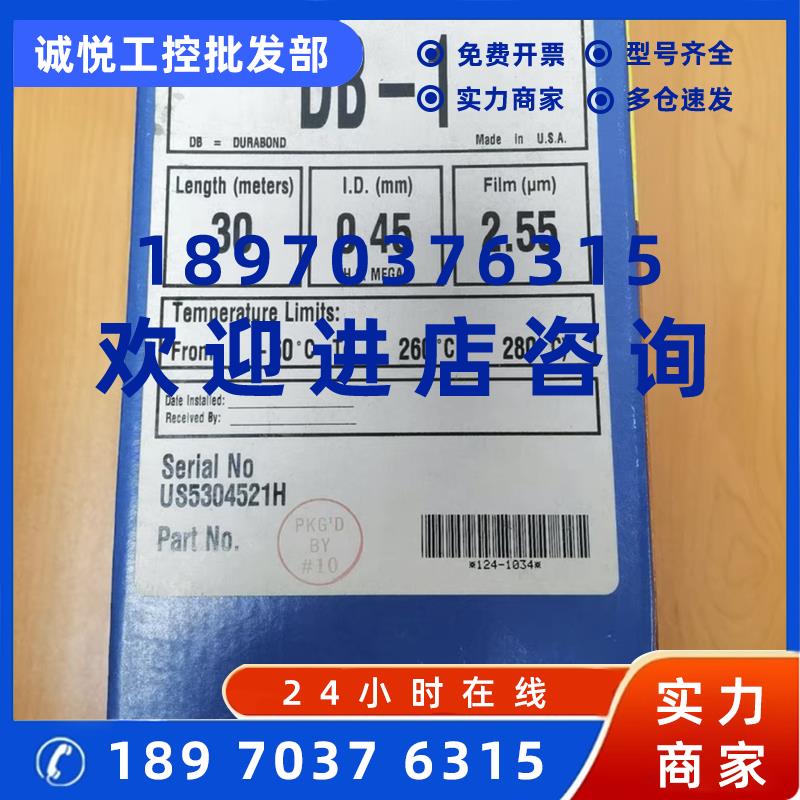 诚悦工控批发部
免费开票 型号齐全
实力商家 多仓速发
DB-1
DB = DURABOND Made in U.S.A.
Length (meters) I.D. (mm) Film (μm)
30 0.45 2.55
MEGA
18970376315
Temperature Limits:
欢迎进店咨询
Date Installed:
Received By:
Serial No
US5304521H
Part No.
PKG'D
BY
#10
*124-1034*
24小时在线
实力
商家
189 7037 6315